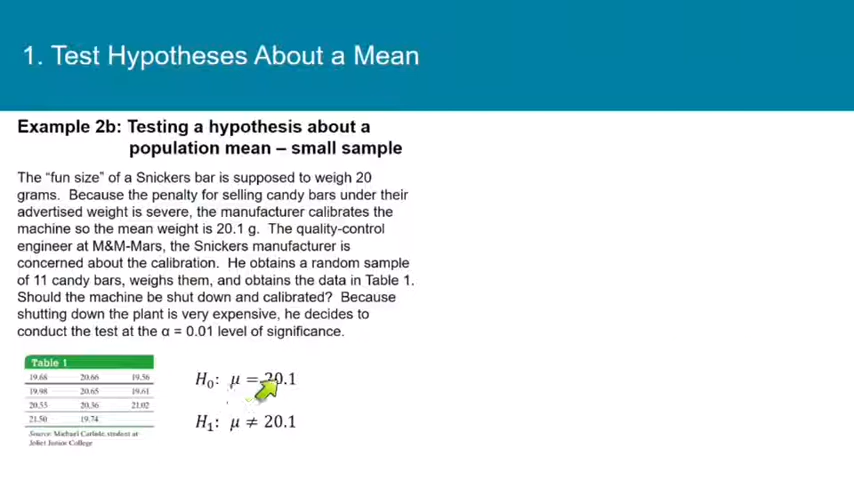 1. Test Hypotheses About a Mean
Example 2b: Testing a hypothesis about a
population mean – small sample
The “fun size” of a Snickers bar is supposed to weigh 20
grams. Because the penalty for selling candy bars under their
advertised weight is severe, the manufacturer calibrates the
machine so the mean weight is 20.1 g. The quality-control
engineer at M&M-Mars, the Snickers manufacturer is
concerned about the calibration. He obtains a random sample
of 11 candy bars, weighs them, and obtains the data in Table 1.
Should the machine be shut down and calibrated? Because
shutting down the plant is very expensive, he decides to
conduct the test at the α = 0.01 level of significance.
Table 1
19.68 20.66 19.56
19.98 20.65 19.61
20.55 20.36 21.02
21.50 19.74
Source: Michael Carlisle, student at
Joliet Junior College
H₀: μ = 20.1
H₁: μ ≠ 20.1